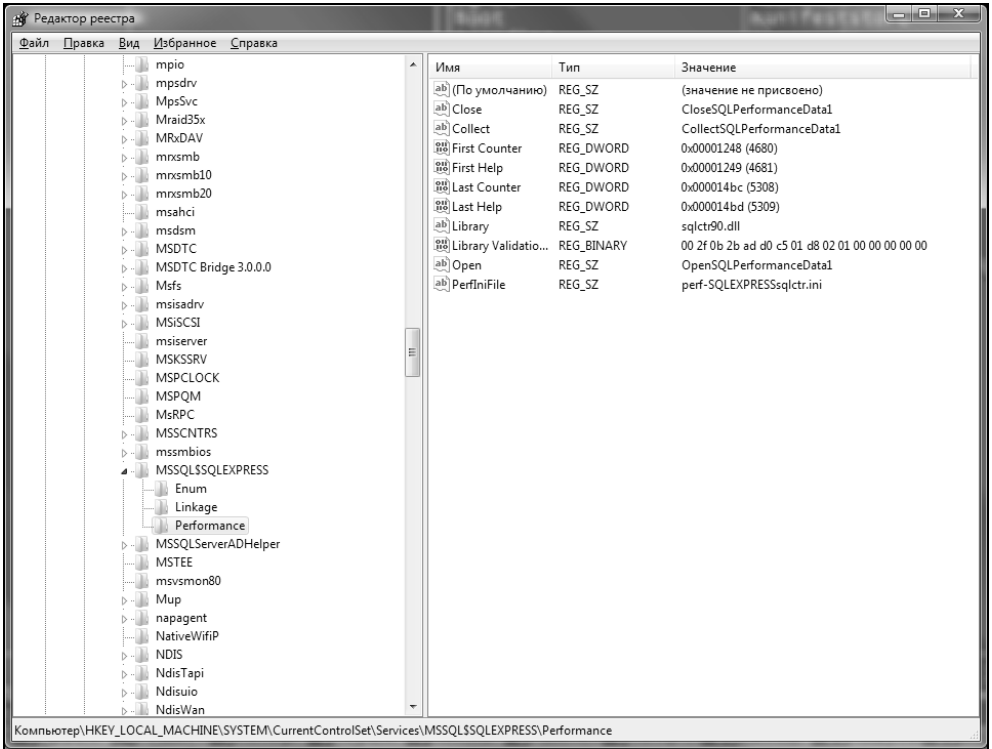 Редактор реестра
Файл Правка Вид Избранное Справка
mpio
mpsdrv
MpsSvc
Mraid35x
MRxDAV
mrxsmb
mrxsmb10
mrxsmb20
msahci
msdsm
MSDTC
MSDTC Bridge 3.0.0.0
Msfs
msisadrv
MSiSCSI
msiserver
MSKSSRV
MSPCLOCK
MSPQM
MsRPC
MSSCNTRS
mssmbios
MSSQL$SQLEXPRESS
Enum
Linkage
Performance
MSSQLServerADHelper
MSTEE
msvsmon80
Mup
napagent
NativeWifiP
NDIS
NdisTapi
Ndisuio
NdisWan
Имя Тип Значение
(По умолчанию) REG_SZ (значение не присвоено)
Close REG_SZ CloseSQLPerformanceData1
Collect REG_SZ CollectSQLPerformanceData1
First Counter REG_DWORD 0x00001248 (4680)
First Help REG_DWORD 0x00001249 (4681)
Last Counter REG_DWORD 0x000014bc (5308)
Last Help REG_DWORD 0x000014bd (5309)
Library REG_SZ sqlctr90.dll
Library Validatio... REG_BINARY 00 2f 0b 2b ad d0 c5 01 d8 02 01 00 00 00 00 00
Open REG_SZ OpenSQLPerformanceData1
PerfIniFile REG_SZ perf-SQLEXPRESSsqlctr.ini
Компьютер\HKEY_LOCAL_MACHINE\SYSTEM\CurrentControlSet\Services\MSSQL$SQLEXPRESS\Performance